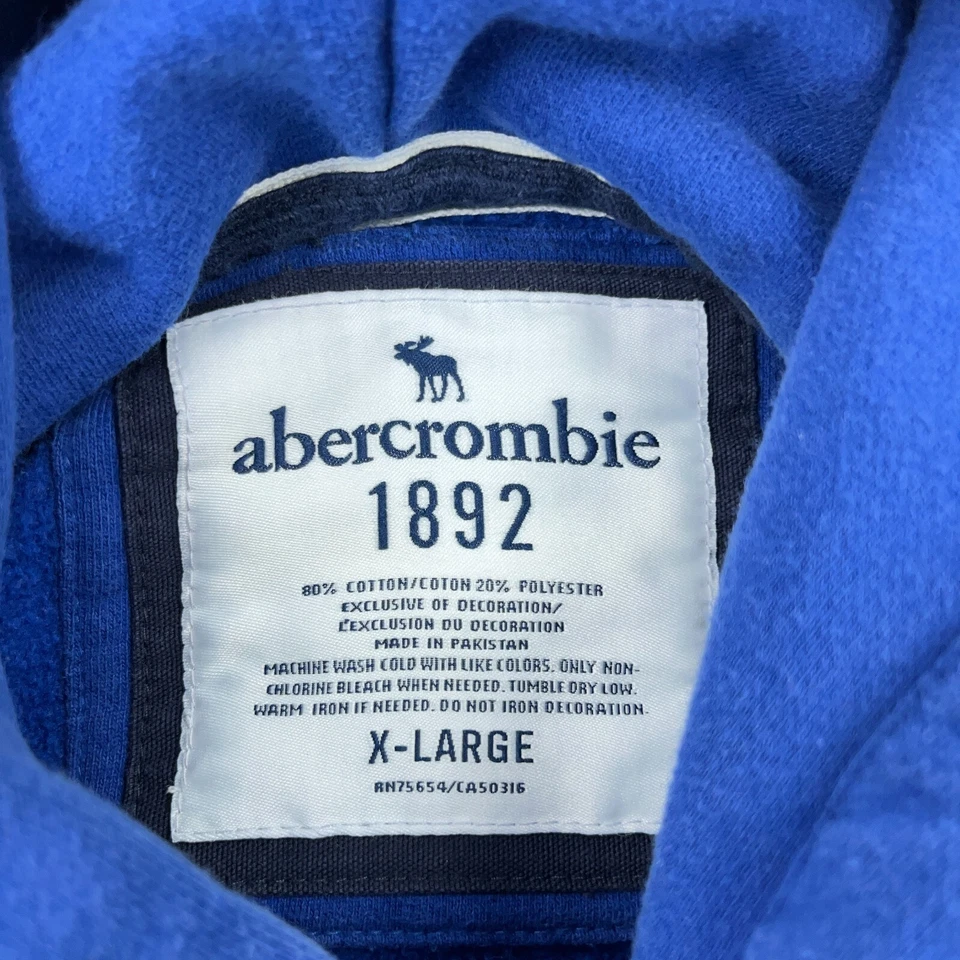 abercrombie
1892
80% COTTON/COTON 20% POLYESTER
EXCLUSIVE OF DECORATION/
L'EXCLUSION DU DECORATION
MADE IN PAKISTAN
MACHINE WASH COLD WITH LIKE COLORS. ONLY NON-
CHLORINE BLEACH WHEN NEEDED. TUMBLE DRY LOW.
WARM IRON IF NEEDED. DO NOT IRON DECORATION.
X-LARGE
RN75654/CA50316